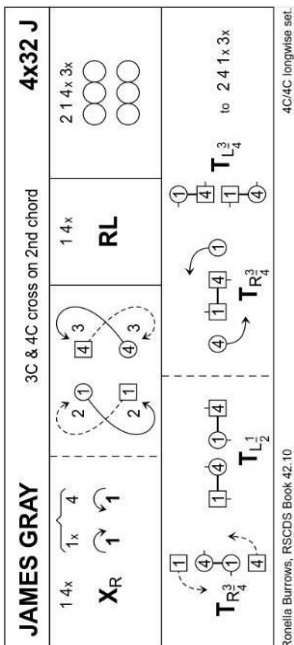 JAMES GRAY 3C & 4C cross on 2nd chord 4x32 J
1 4x 1x 4
X R 1 1
2 1 4 3
2 1 4 3
1 4x
RL
2 1 4x 3x
1 4 1 4
T R 3/4
1 4 1 4
T L 1/2
4 1 4 1
T R 3/4
1 4 1 4
T L 3/4
to 2 4 1x 3x
Ronella Burrows, RSCDS Book 42.10 4C/4C longwise set.